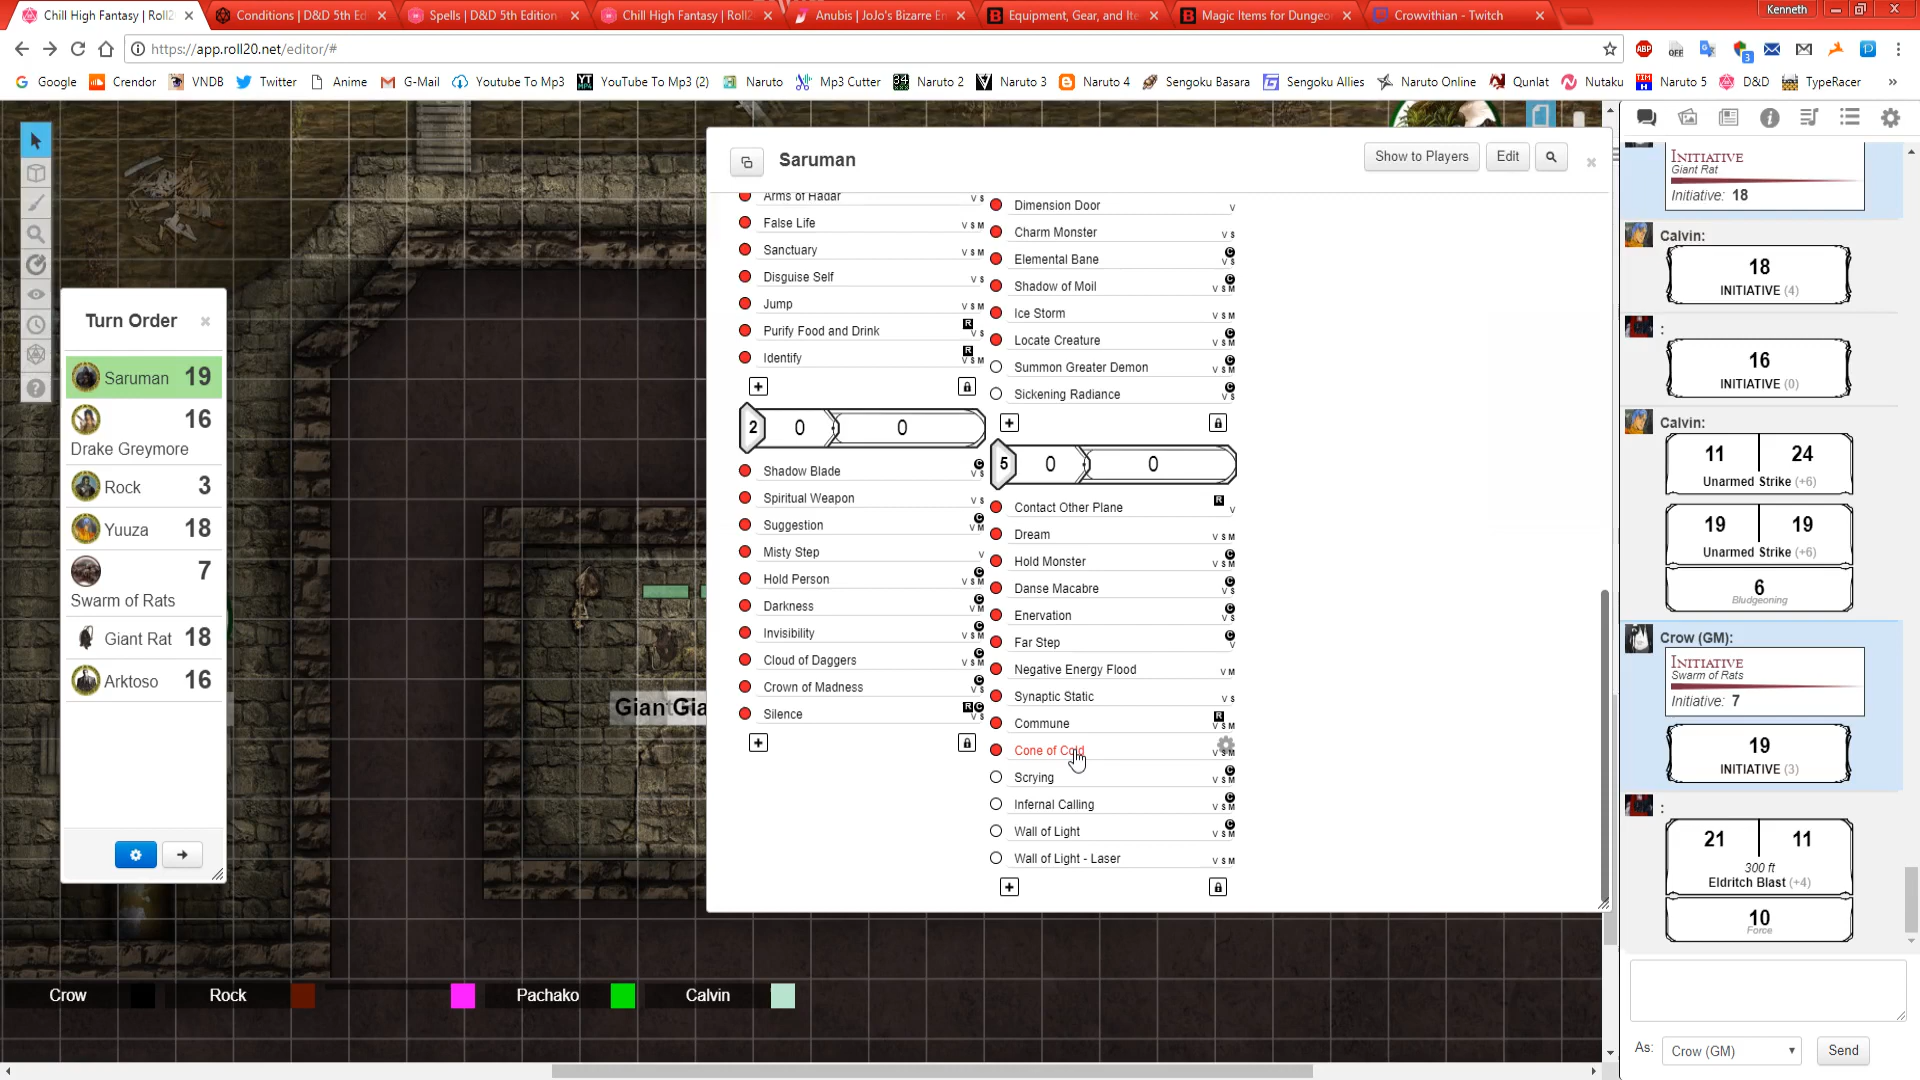 Chill High Fantasy | Roll2
Conditions | D&D 5th Ed
Spells | D&D 5th Edition
Chill High Fantasy | Roll2
Anubis | JoJo's Bizarre En
Equipment, Gear, and Ite
Magic Items for Dungeo
Crowvithian - Twitch
Kenneth
https://app.roll20.net/editor/#
Google
Crendor
VNDB
Twitter
Anime
G-Mail
Youtube To Mp3
YouTube To Mp3 (2)
Naruto
Mp3 Cutter
Naruto 2
Naruto 3
Naruto 4
Sengoku Basara
Sengoku Allies
Naruto Online
Qunlat
Nutaku
Naruto 5
D&D
TypeRacer
»
Turn Order
Saruman 19
16
Drake Greymore
Rock 3
Yuuza 18
7
Swarm of Rats
Giant Rat 18
Arktoso 16
Saruman
Show to Players
Edit
Arms of Hadar V S
False Life V S M
Sanctuary V S M
Disguise Self V S
Jump V S M
Purify Food and Drink R V S
Identify R V S M
2 0 0
Shadow Blade C V S
Spiritual Weapon V S
Suggestion C V M
Misty Step V
Hold Person C V S M
Darkness C V M
Invisibility C V S M
Cloud of Daggers C V S M
Crown of Madness C V S
Silence R C V S
Dimension Door V
Charm Monster V S
Elemental Bane C V S
Shadow of Moil C V S M
Ice Storm V S M
Locate Creature C V S M
Summon Greater Demon C V S M
Sickening Radiance C V S
5 0 0
Contact Other Plane R V
Dream V S M
Hold Monster C V S M
Danse Macabre C V S
Enervation C V S
Far Step C V
Negative Energy Flood V M
Synaptic Static V S
Commune R V S M
Cone of Cold V S M
Scrying C V S M
Infernal Calling C V S M
Wall of Light C V S M
Wall of Light - Laser V S M
Giant Gia
Crow
Rock
Pachako
Calvin
INITIATIVE
Giant Rat
Initiative: 18
Calvin:
18
INITIATIVE (4)
:
16
INITIATIVE (0)
Calvin:
11 24
Unarmed Strike (+6)
19 19
Unarmed Strike (+6)
6
Bludgeoning
Crow (GM):
INITIATIVE
Swarm of Rats
Initiative: 7
19
INITIATIVE (3)
:
21 11
300 ft
Eldritch Blast (+4)
10
Force
As: Crow (GM)
Send